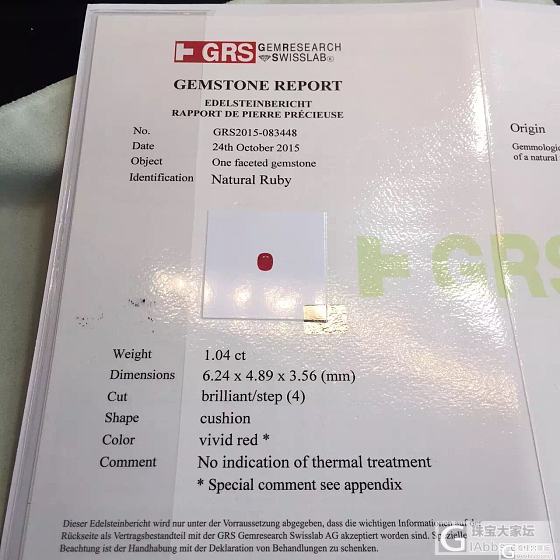 GRS GEMRESEARCH SWISSLAB®
GEMSTONE REPORT
EDELSTEINBERICHT
RAPPORT DE PIERRE PRÉCIEUSE
No. GRS2015-083448
Date 24th October 2015
Object One faceted gemstone
Identification Natural Ruby
Weight 1.04 ct
Dimensions 6.24 x 4.89 x 3.56 (mm)
Cut brilliant/step (4)
Shape cushion
Color vivid red *
Comment No indication of thermal treatment
* Special comment see appendix
Dieser Edelsteinbericht wird nur unter der Vorraussetzung abgegeben, dass die wichtigen Informationen auf der
Rückseite als Vertragsbestandteil mit der GRS Gemresearch Swisslab AG akzeptiert worden sind. Spezielle
Beachtung ist der Handhabung mit der Deklaration von Behandlungen zu schenken.
Origin
Gemmologic
of a natural
GRS
珠宝大家坛